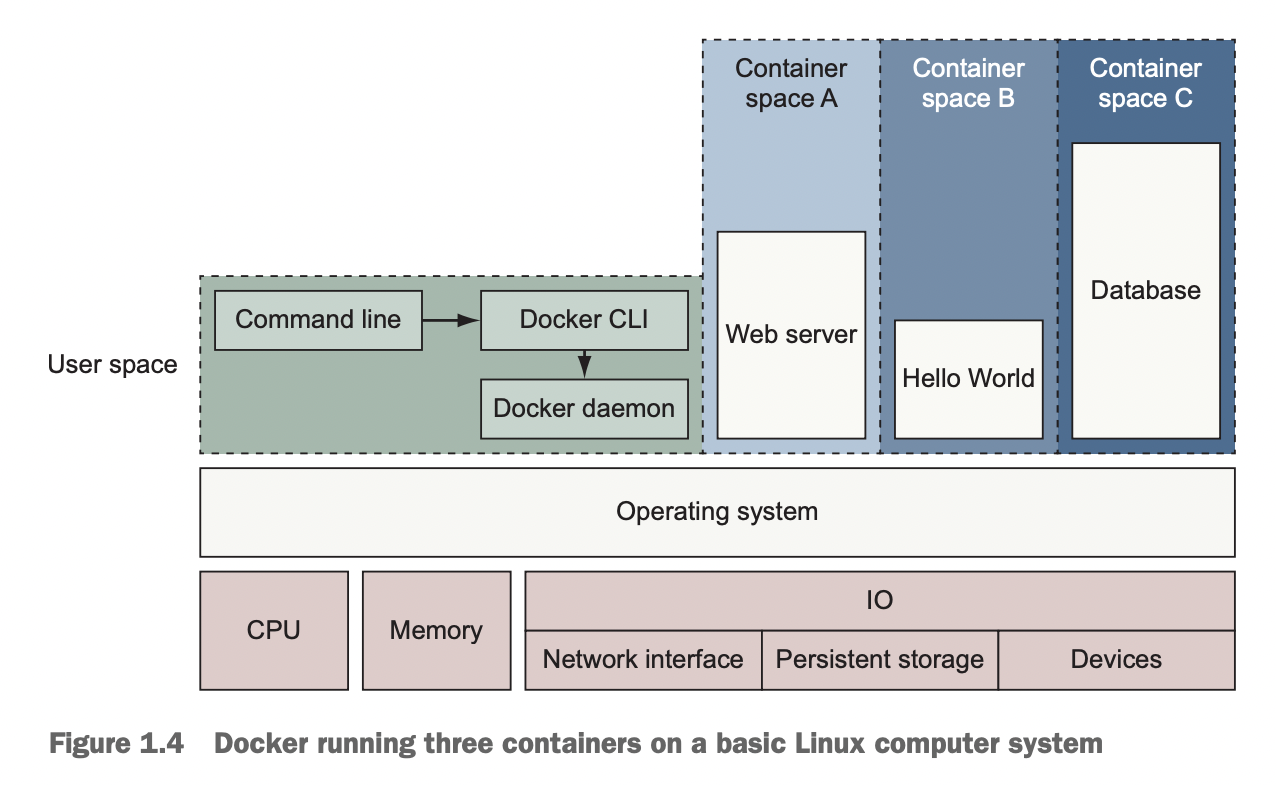 Container
space A
Container
space B
Container
space C
Command line
Docker CLI
Docker daemon
User space
Web server
Hello World
Database
Operating system
CPU
Memory
IO
Network interface
Persistent storage
Devices
Figure 1.4 Docker running three containers on a basic Linux computer system